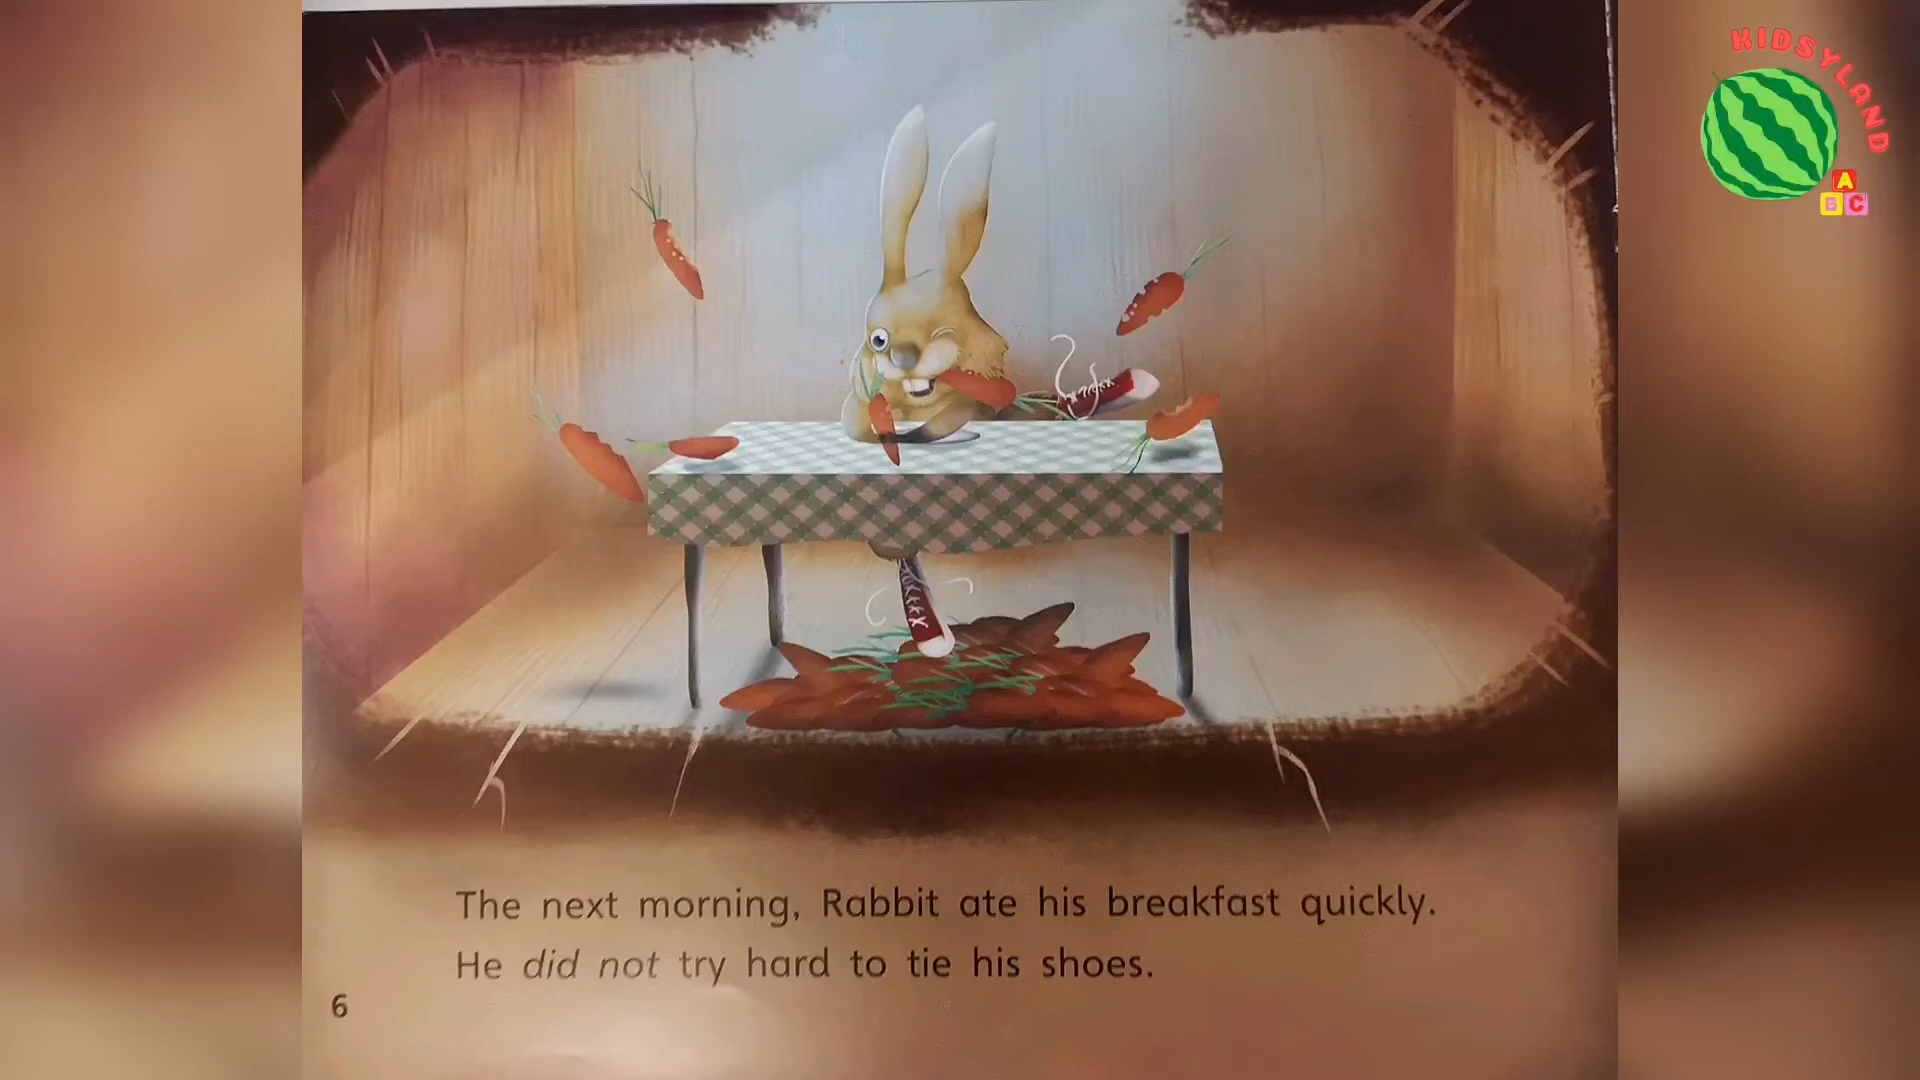 KIDSYLAND
A
B C
The next morning, Rabbit ate his breakfast quickly.
He did not try hard to tie his shoes.
6